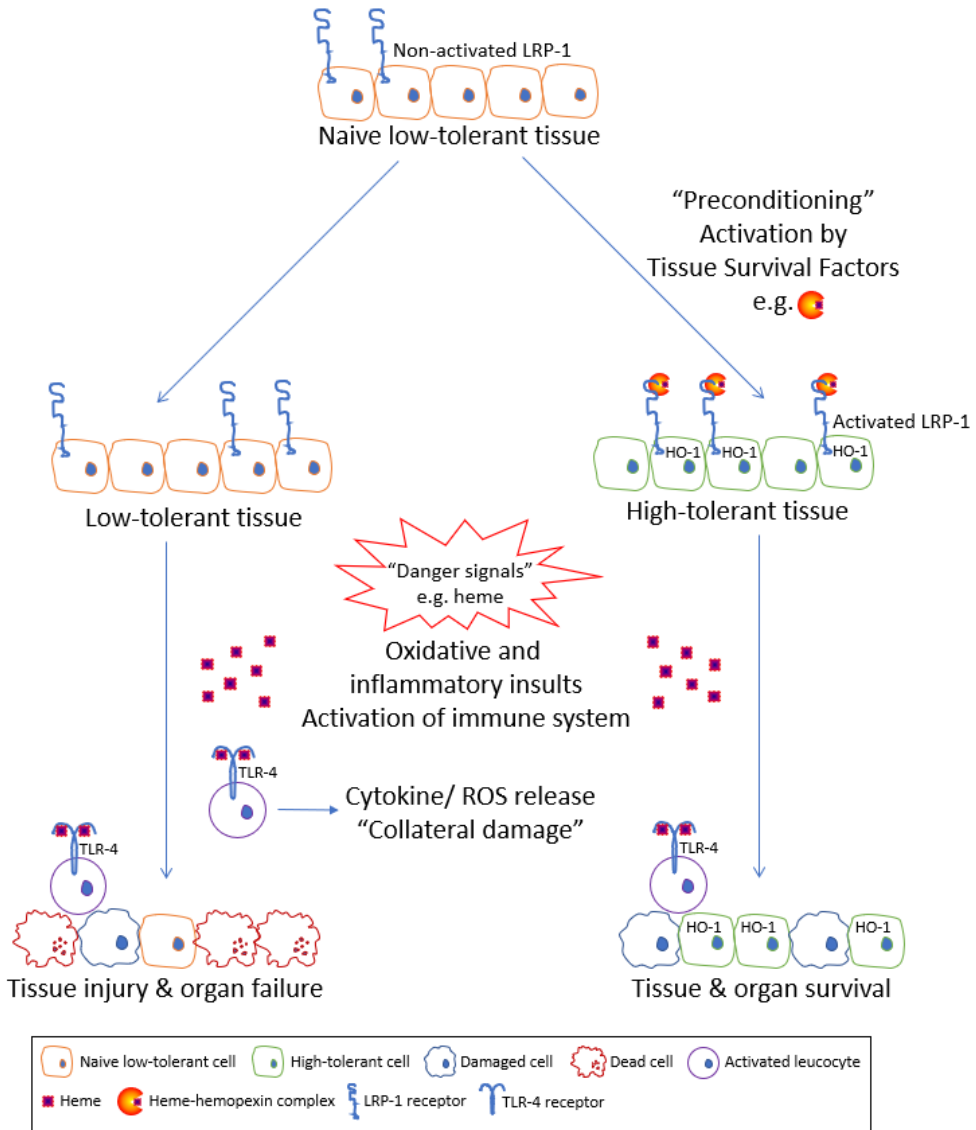 Non-activated LRP-1
Naive low-tolerant tissue
“Preconditioning”
Activation by
Tissue Survival Factors
e.g.
Activated LRP-1
HO-1
HO-1
HO-1
Low-tolerant tissue
High-tolerant tissue
“Danger signals”
e.g. heme
Oxidative and
inflammatory insults
Activation of immune system
TLR-4
Cytokine/ ROS release
“Collateral damage”
TLR-4
TLR-4
HO-1
HO-1
HO-1
Tissue injury & organ failure
Tissue & organ survival
Naive low-tolerant cell
High-tolerant cell
Damaged cell
Dead cell
Activated leucocyte
Heme
Heme-hemopexin complex
LRP-1 receptor
TLR-4 receptor